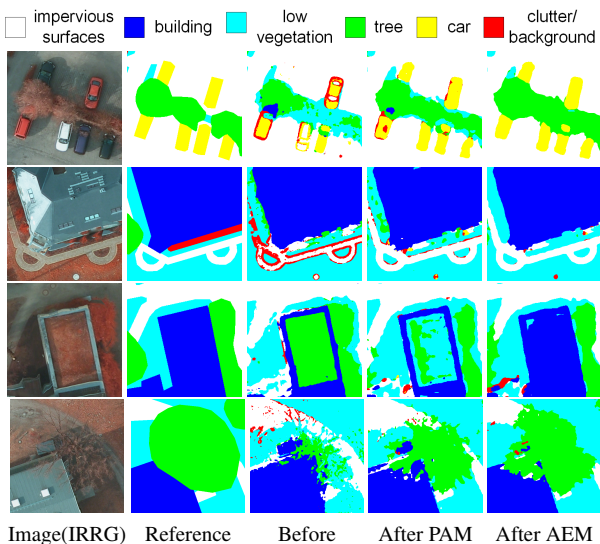 impervious surfaces
building
low vegetation
tree
car
clutter/ background
Image(IRRG) Reference Before After PAM After AEM